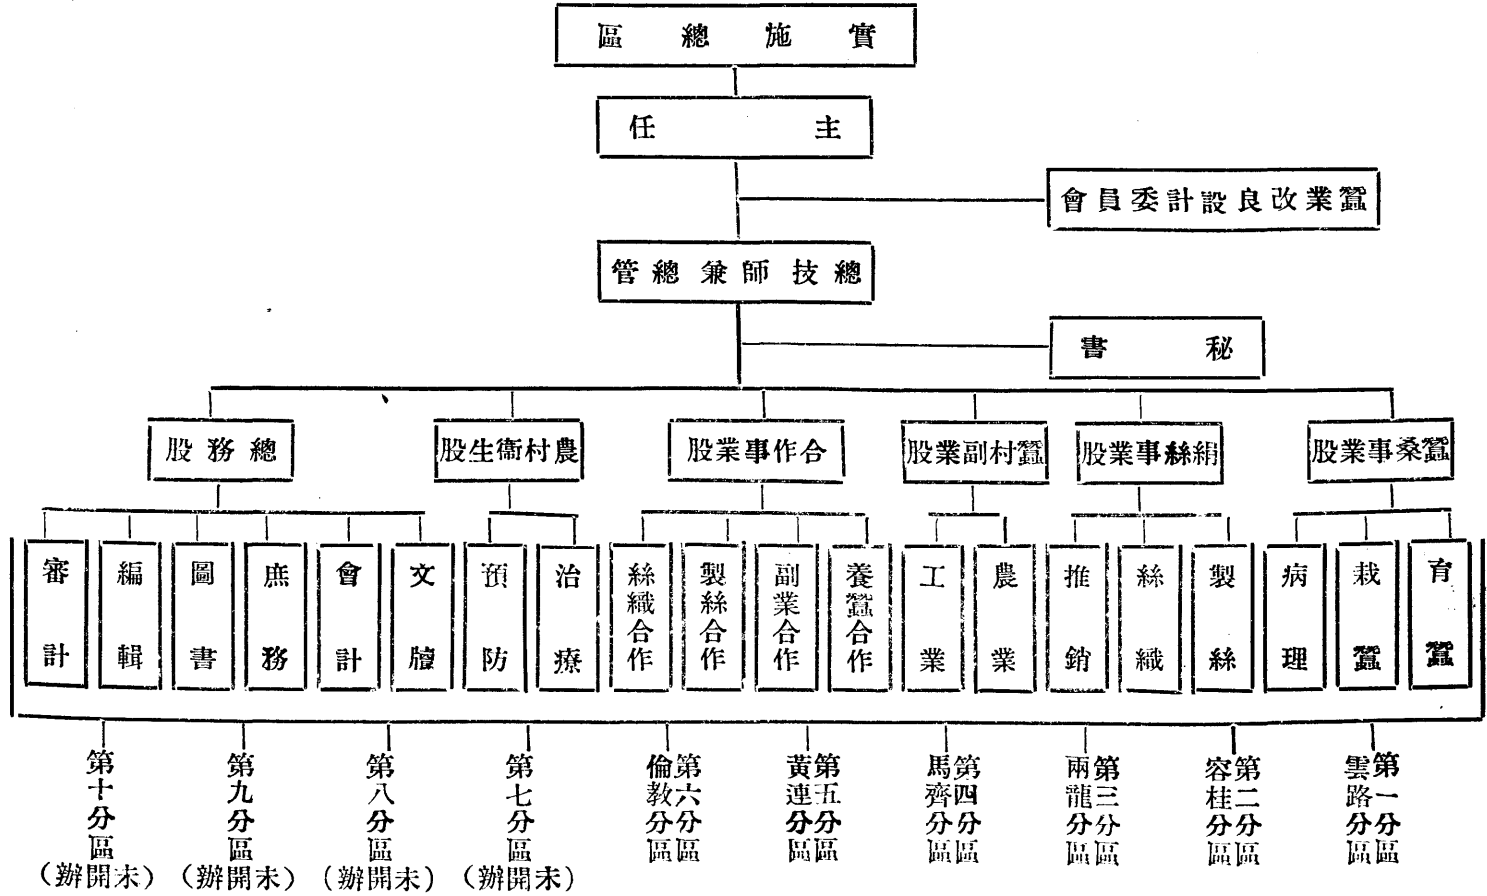 實施總區
主任
蠶業改良設計委員會
總技師兼總管
秘書
蠶桑事業股
絹絲事業股
蠶村副業股
合作事業股
農村衞生股
總務股
育蠶
栽蠶
病理
製絲
絲織
推銷
農業
工業
養蠶合作
副業合作
製絲合作
絲織合作
治療
預防
文牘
會計
庶務
圖書
編輯
審計
第一分區
雲路分區
第二分區
容桂分區
第三分區
兩龍分區
第四分區
馬齊分區
第五分區
黃連分區
第六分區
倫教分區
第七分區
(未開辦)
第八分區
(未開辦)
第九分區
(未開辦)
第十分區
(未開辦)